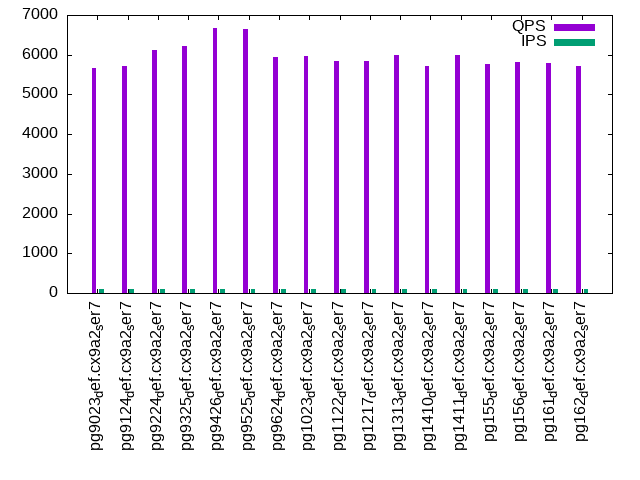 7000
6000
5000
4000
3000
2000
1000
0
QPS
IPS
pg9023def.cx9a2ser7
pg9124def.cx9a2ser7
pg9224def.cx9a2ser7
pg9325def.cx9a2ser7
pg9426def.cx9a2ser7
pg9525def.cx9a2ser7
pg9624def.cx9a2ser7
pg1023def.cx9a2ser7
pg1122def.cx9a2ser7
pg1217def.cx9a2ser7
pg1313def.cx9a2ser7
pg1410def.cx9a2ser7
pg1411def.cx9a2ser7
pg155def.cx9a2ser7
pg156def.cx9a2ser7
pg161def.cx9a2ser7
pg162def.cx9a2ser7